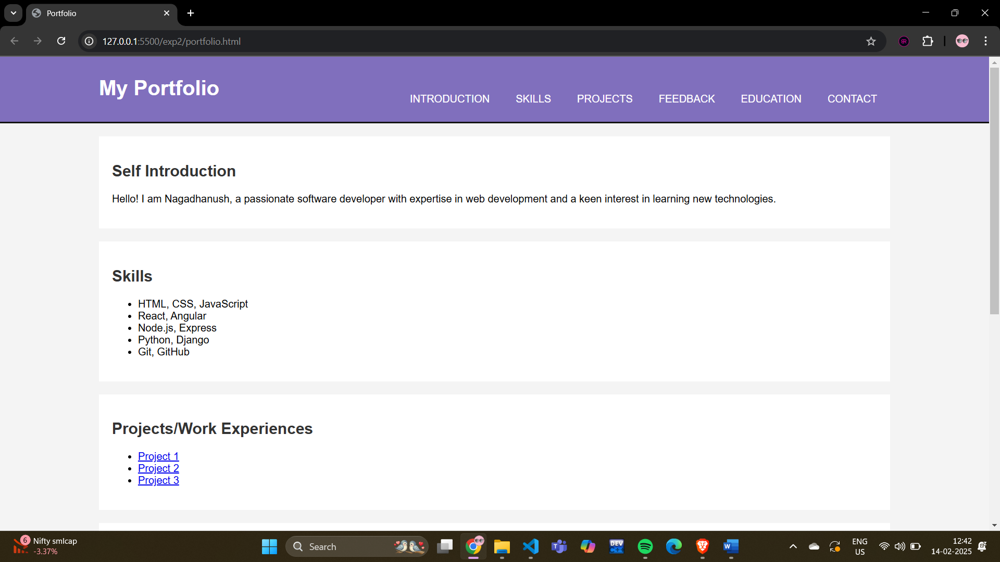 Portfolio
127.0.0.1:5500/exp2/portfolio.html
My Portfolio
INTRODUCTION SKILLS PROJECTS FEEDBACK EDUCATION CONTACT
Self Introduction
Hello! I am Nagadhanush, a passionate software developer with expertise in web development and a keen interest in learning new technologies.
Skills
• HTML, CSS, JavaScript
• React, Angular
• Node.js, Express
• Python, Django
• Git, GitHub
Projects/Work Experiences
• Project 1
• Project 2
• Project 3
6
Nifty smlcap
-3.37%
Search
DEV
C++
ENG
US
12:42
14-02-2025